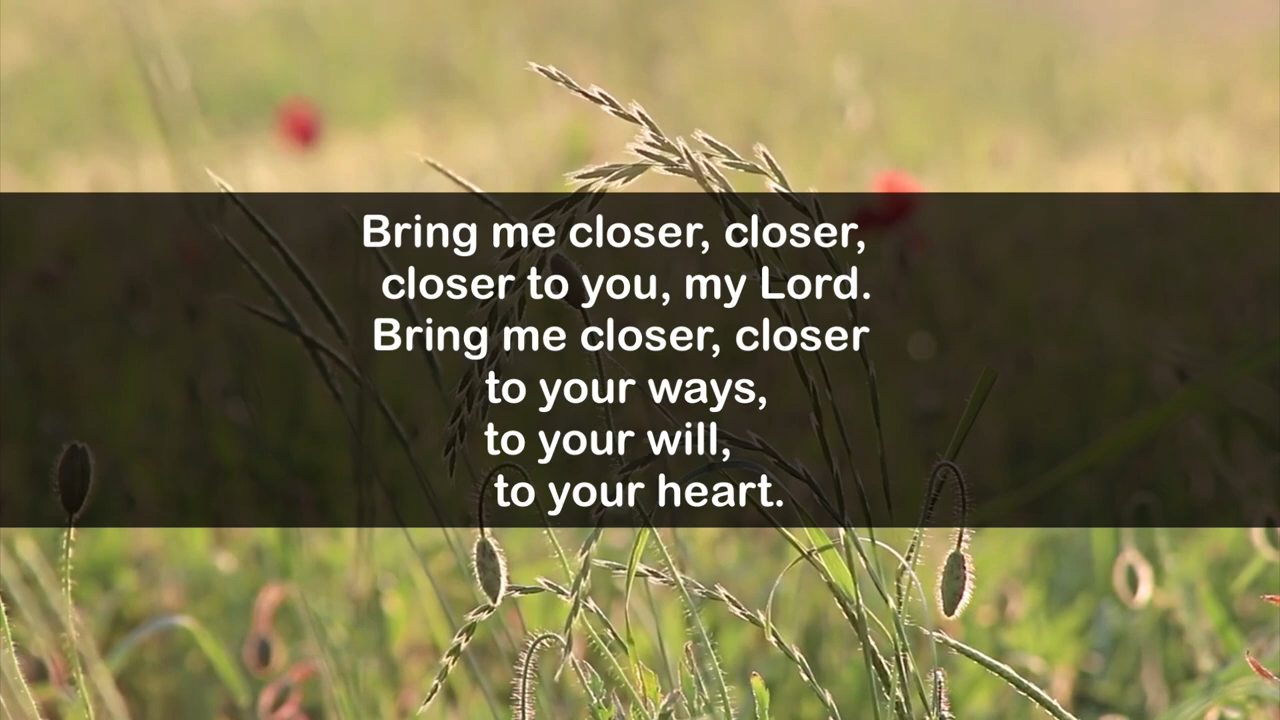 Bring me closer, closer,
closer to you, my Lord.
Bring me closer, closer
to your ways,
to your will,
to your heart.